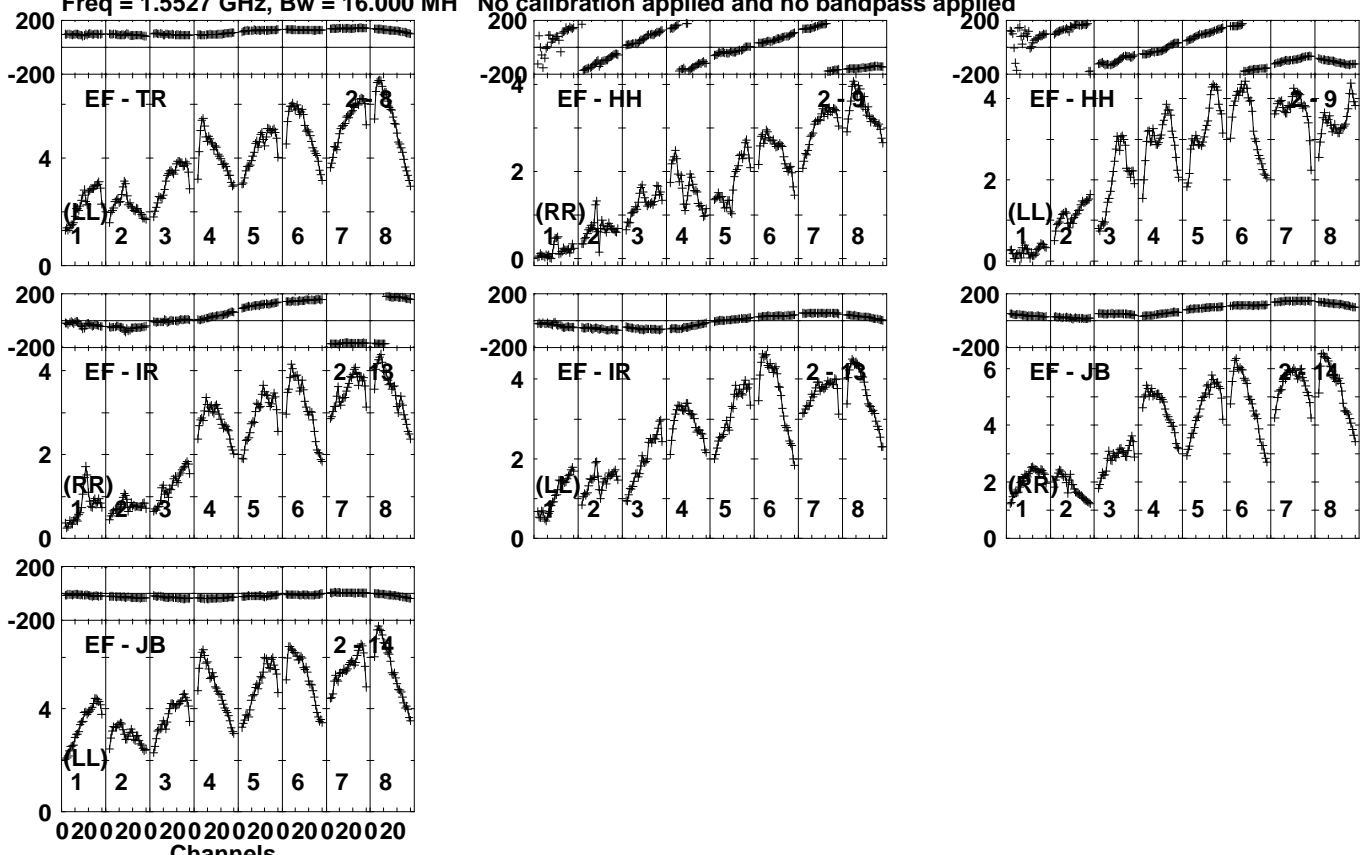 Freq = 1.5527 GHz, Bw = 16.000 MH No calibration applied and no bandpass applied
200
-200
EF - TR 2 - 8
4
(LL)
1 2 3 4 5 6 7 8
0
200
-200
4
EF - HH 2 - 9
2
(RR)
1 2 3 4 5 6 7 8
0
200
-200
4
EF - HH 2 - 9
2
(LL)
1 2 3 4 5 6 7 8
0
200
-200
4
EF - IR 2 - 13
2
(RR)
1 2 3 4 5 6 7 8
0
200
-200
4
EF - IR 2 - 13
2
(LL)
1 2 3 4 5 6 7 8
0
200
-200
6
EF - JB 2 - 14
4
2
(RR)
1 2 3 4 5 6 7 8
0
200
-200
EF - JB 2 - 14
4
(LL)
1 2 3 4 5 6 7 8
0
0 20 0 20 0 20 0 20 0 20 0 20 0 20 0 20
Channels